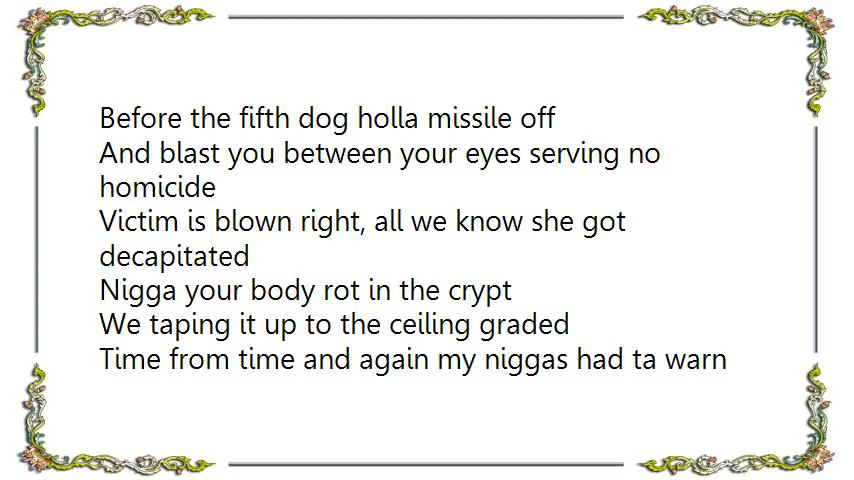 Before the fifth dog holla missile off
And blast you between your eyes serving no
homicide
Victim is blown right, all we know she got
decapitated
Nigga your body rot in the crypt
We taping it up to the ceiling graded
Time from time and again my niggas had ta warn